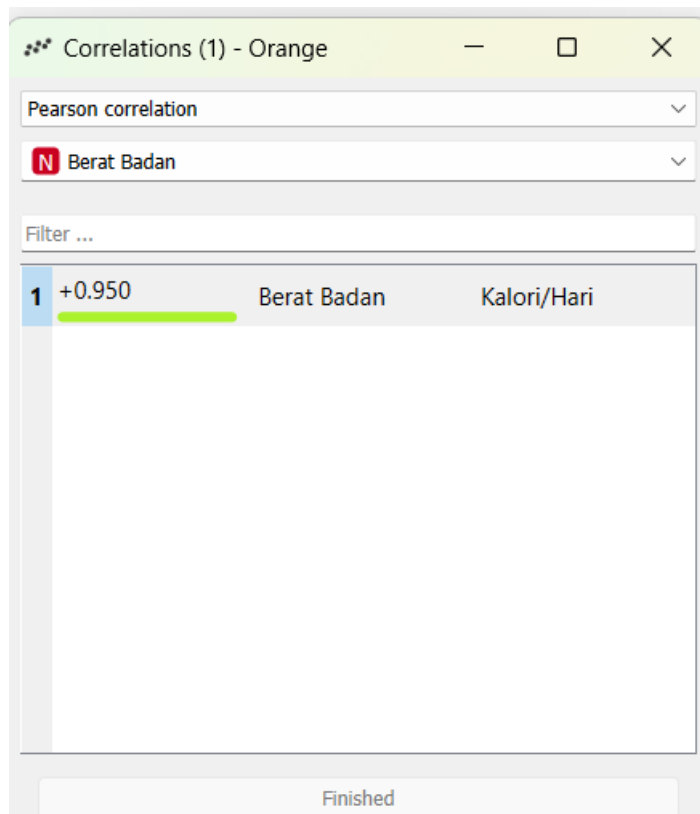 Correlations (1) - Orange
Pearson correlation
N Berat Badan
Filter ...
1 +0.950 Berat Badan Kalori/Hari
Finished